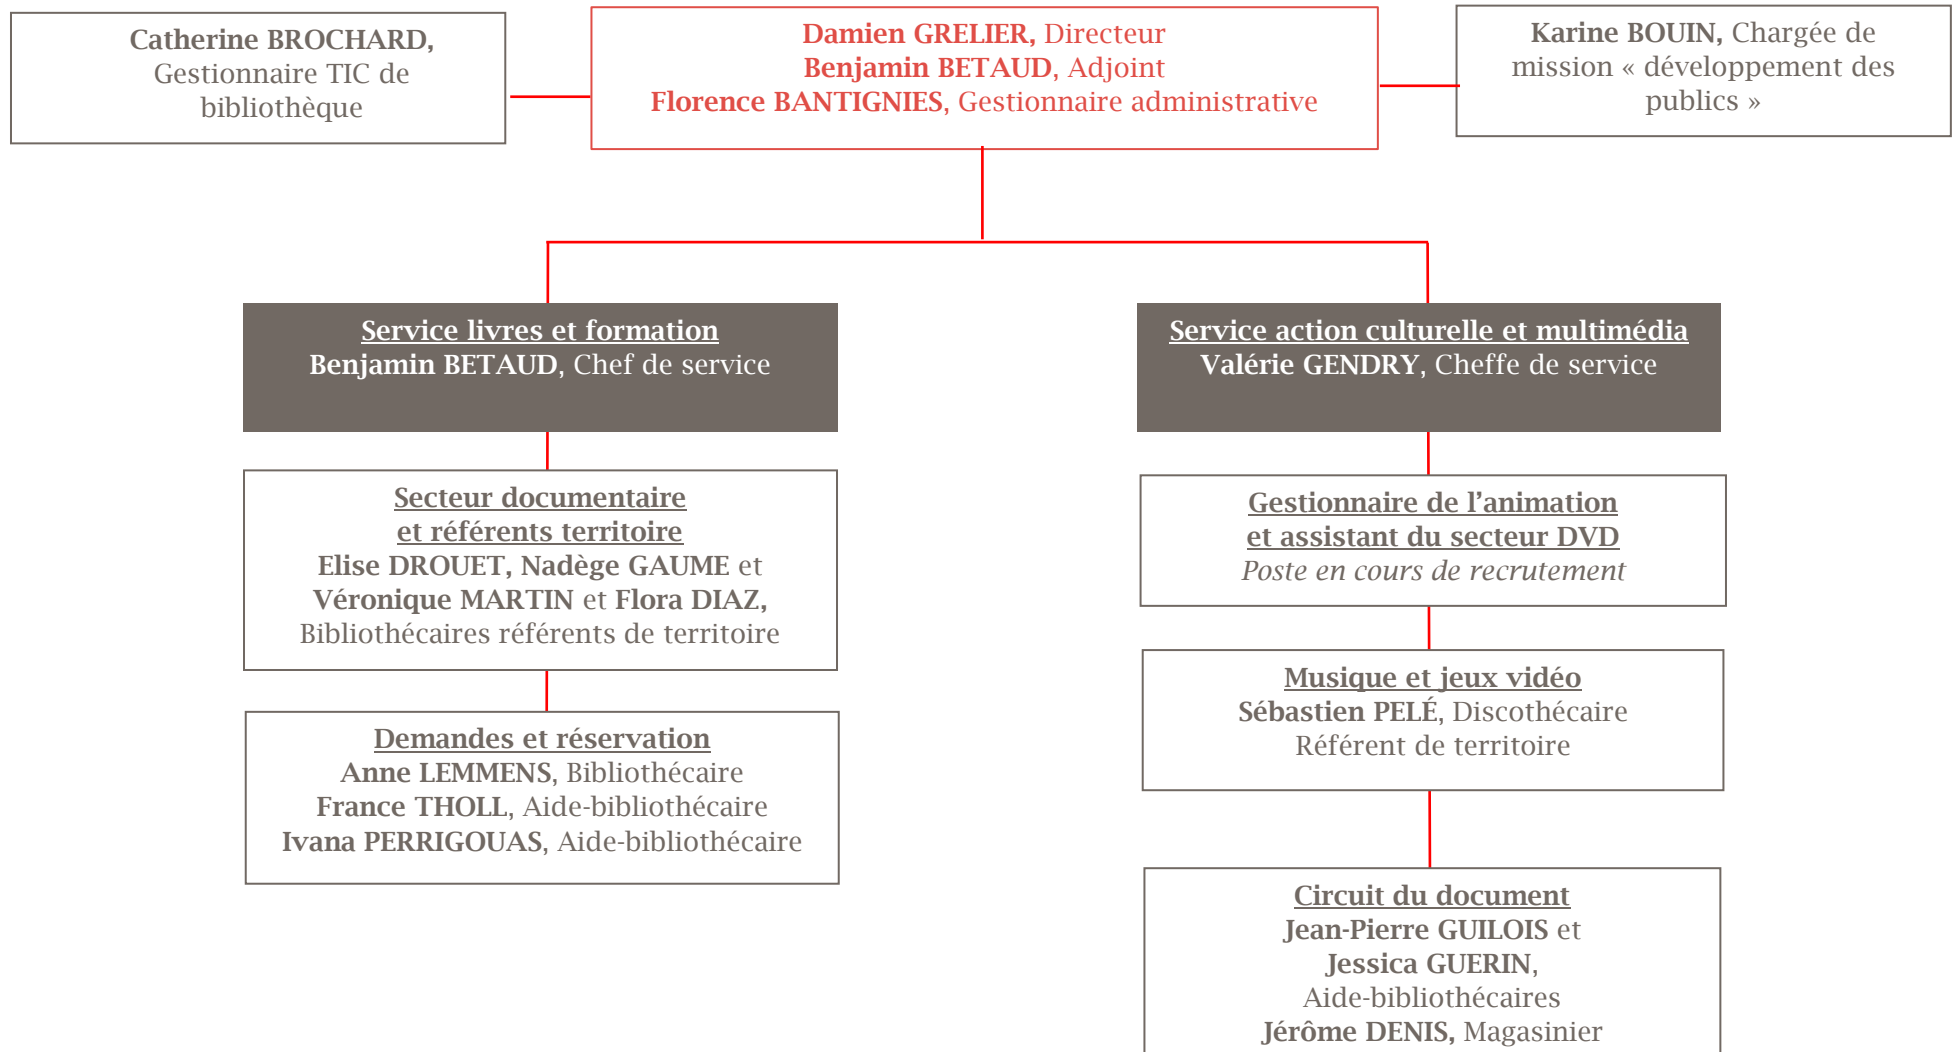 Catherine BROCHARD,
Gestionnaire TIC de
bibliothèque
Damien GRELIER, Directeur
Benjamin BETAUD, Adjoint
Florence BANTIGNIES, Gestionnaire administrative
Karine BOUIN, Chargée de
mission « développement des
publics »
Service livres et formation
Benjamin BETAUD, Chef de service
Service action culturelle et multimédia
Valérie GENDRY, Cheffe de service
Secteur documentaire
et référents territoire
Elise DROUET, Nadège GAUME et
Véronique MARTIN et Flora DIAZ,
Bibliothécaires référents de territoire
Demandes et réservation
Anne LEMMENS, Bibliothécaire
France THOLL, Aide-bibliothécaire
Ivana PERRIGOUAS, Aide-bibliothécaire
Gestionnaire de l’animation
et assistant du secteur DVD
Poste en cours de recrutement
Musique et jeux vidéo
Sébastien PELÉ, Discothécaire
Référent de territoire
Circuit du document
Jean-Pierre GUILOIS et
Jessica GUERIN,
Aide-bibliothécaires
Jérôme DENIS, Magasinier